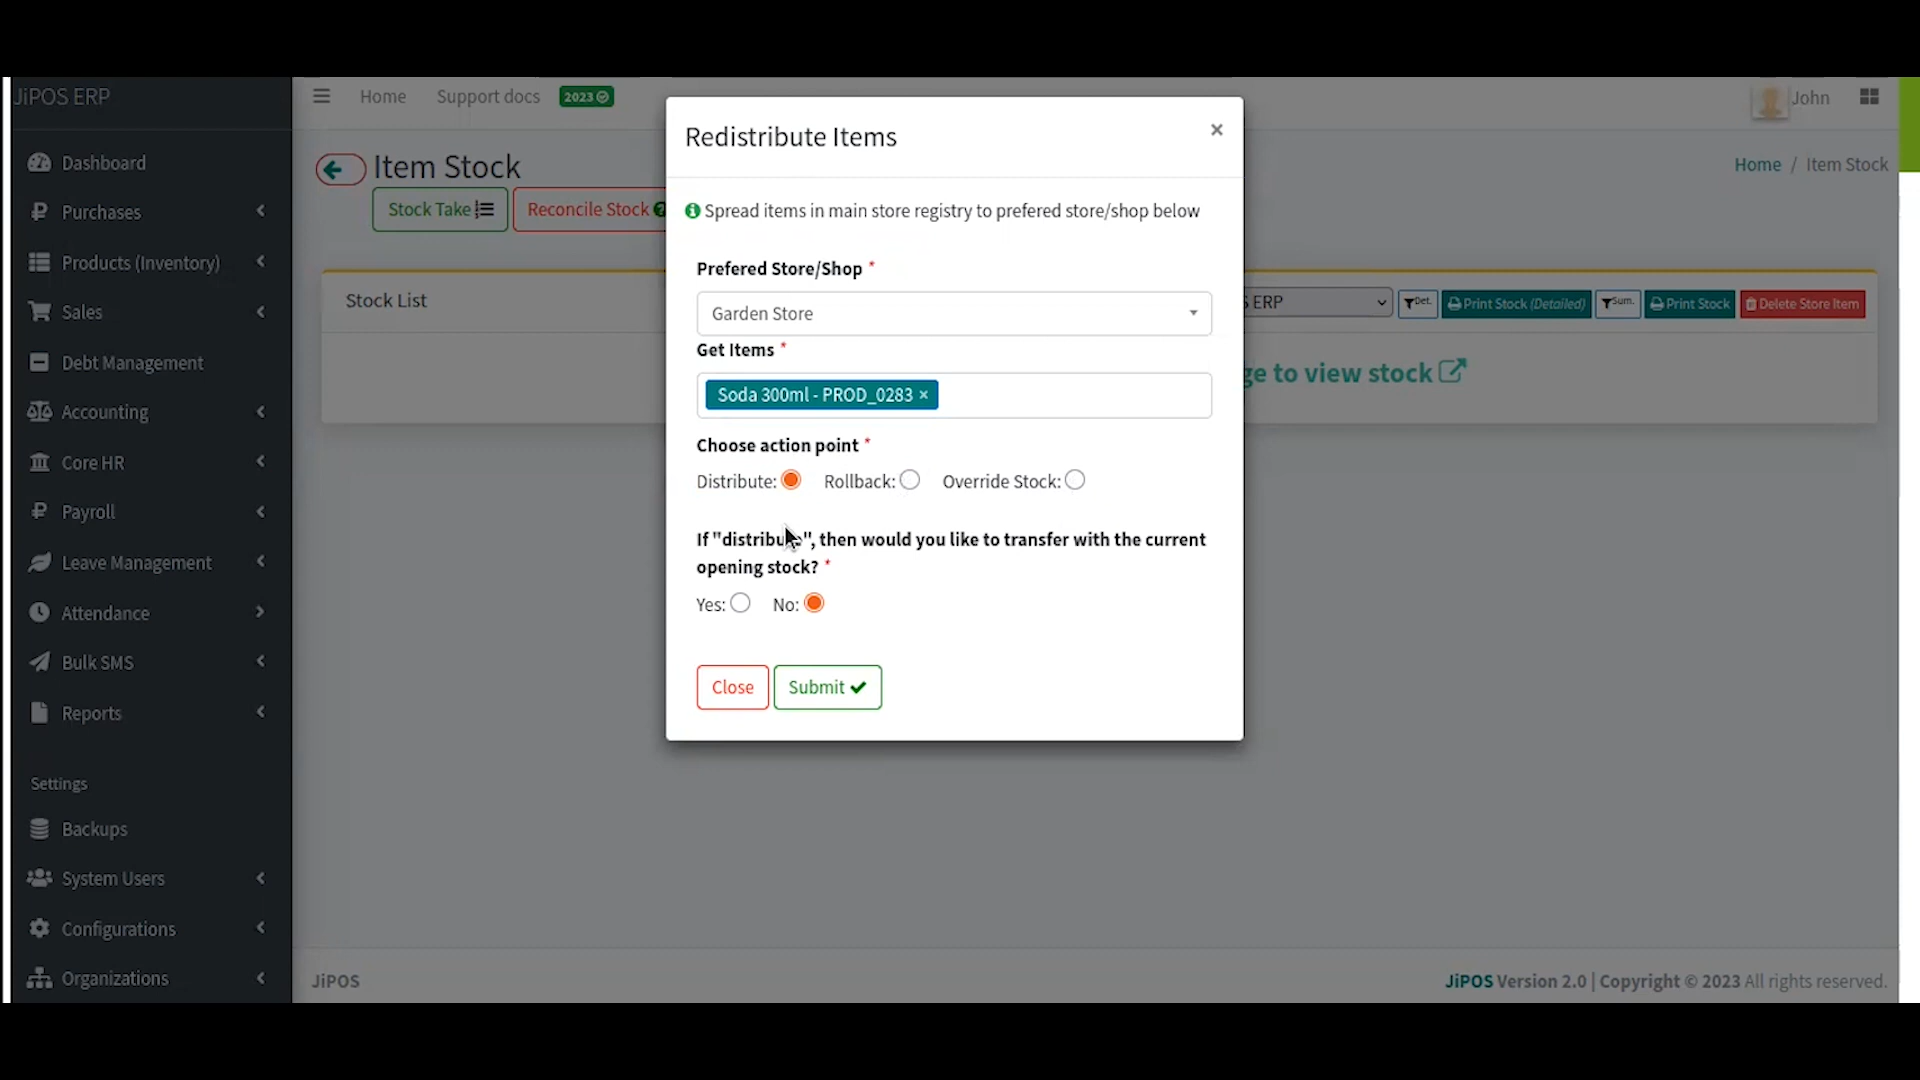 JiPOS ERP
Home
Support docs
2023
John
Dashboard
Purchases
Products (Inventory)
Sales
Debt Management
Accounting
Core HR
Payroll
Leave Management
Attendance
Bulk SMS
Reports
Settings
Backups
System Users
Configurations
Organizations
Item Stock
Home / Item Stock
Stock Take
Reconcile Stock
Stock List
ERP
Det.
Print Stock (Detailed)
Sum.
Print Stock
Delete Store Item
to view stock
Redistribute Items
×
Spread items in main store registry to prefered store/shop below
Prefered Store/Shop *
Garden Store
Get Items *
Soda 300ml - PROD_0283 ×
Choose action point *
Distribute: Rollback: Override Stock:
If "distribute", then would you like to transfer with the current
opening stock? *
Yes: No:
Close
Submit
JiPOS
JiPOS Version 2.0 | Copyright © 2023 All rights reserved.